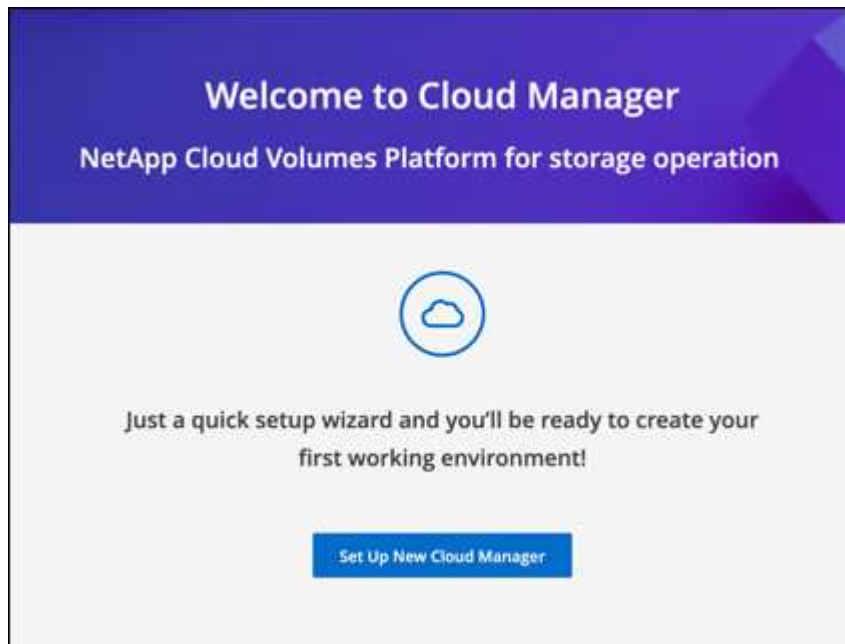 Welcome to Cloud Manager
NetApp Cloud Volumes Platform for storage operation
Just a quick setup wizard and you'll be ready to create your
first working environment!
Set Up New Cloud Manager